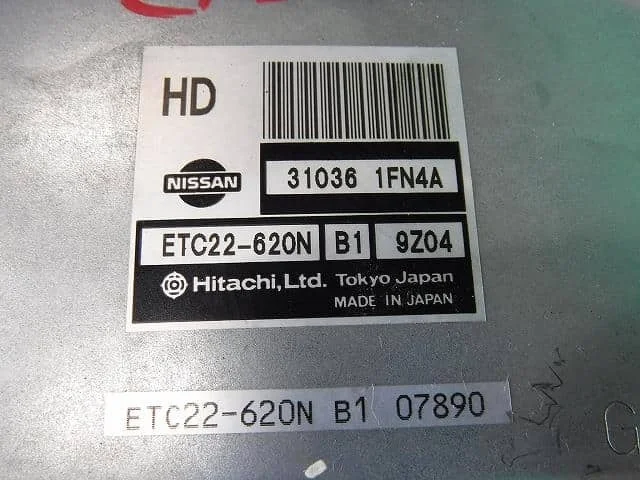 HD
NISSAN
31036 1FN4A
ETC22-620N B1 9Z04
Hitachi, Ltd. Tokyo Japan
MADE IN JAPAN
ETC22-620N B1 07890
G